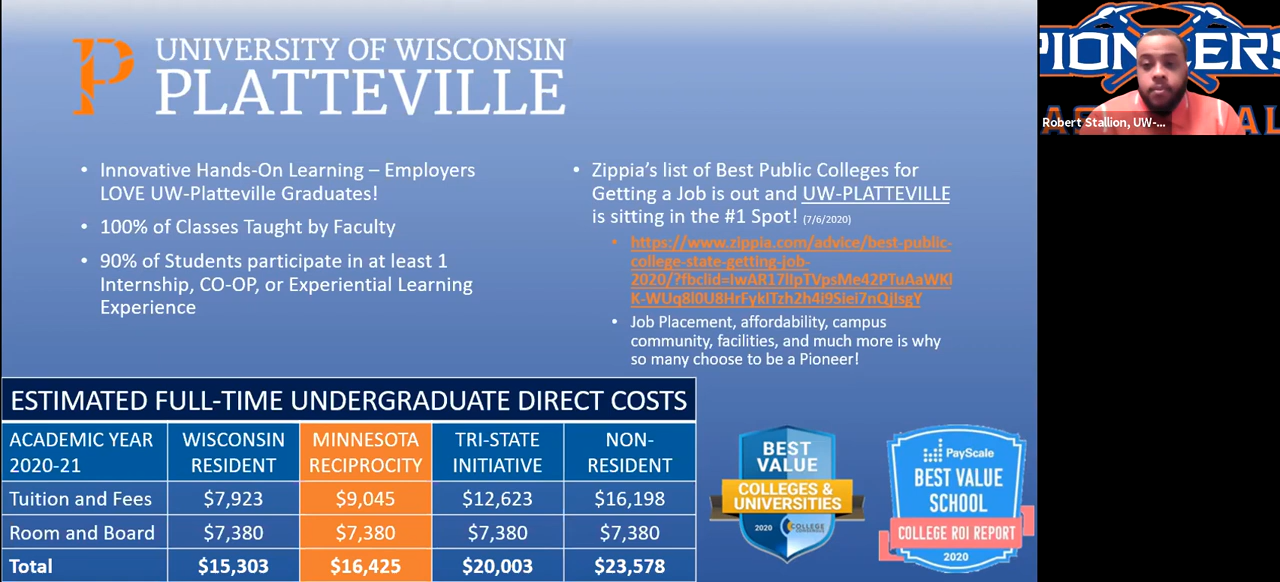 UNIVERSITY OF WISCONSIN
PLATTEVILLE
• Innovative Hands-On Learning – Employers
LOVE UW-Platteville Graduates!
• 100% of Classes Taught by Faculty
• 90% of Students participate in at least 1
Internship, CO-OP, or Experiential Learning
Experience
• Zippia's list of Best Public Colleges for
Getting a Job is out and UW-PLATTEVILLE
is sitting in the #1 Spot! (7/6/2020)
• https://www.zippia.com/advice/best-public-
college-state-getting-job-
• Job Placement, affordability, campus
community, facilities, and much more is why
so many choose to be a Pioneer!
ESTIMATED FULL-TIME UNDERGRADUATE DIRECT COSTS
ACADEMIC YEAR 2020-21 WISCONSIN RESIDENT MINNESOTA RECIPROCITY TRI-STATE INITIATIVE NON-RESIDENT
Tuition and Fees $7,923 $9,045 $12,623 $16,198
Room and Board $7,380 $7,380 $7,380 $7,380
Total $15,303 $16,425 $20,003 $23,578
BEST
VALUE
COLLEGES &
UNIVERSITIES
2020 COLLEGE
PayScale
BEST VALUE
SCHOOL
COLLEGE ROI REPORT
2020
PIONEERS
Robert Stallion, UW-...